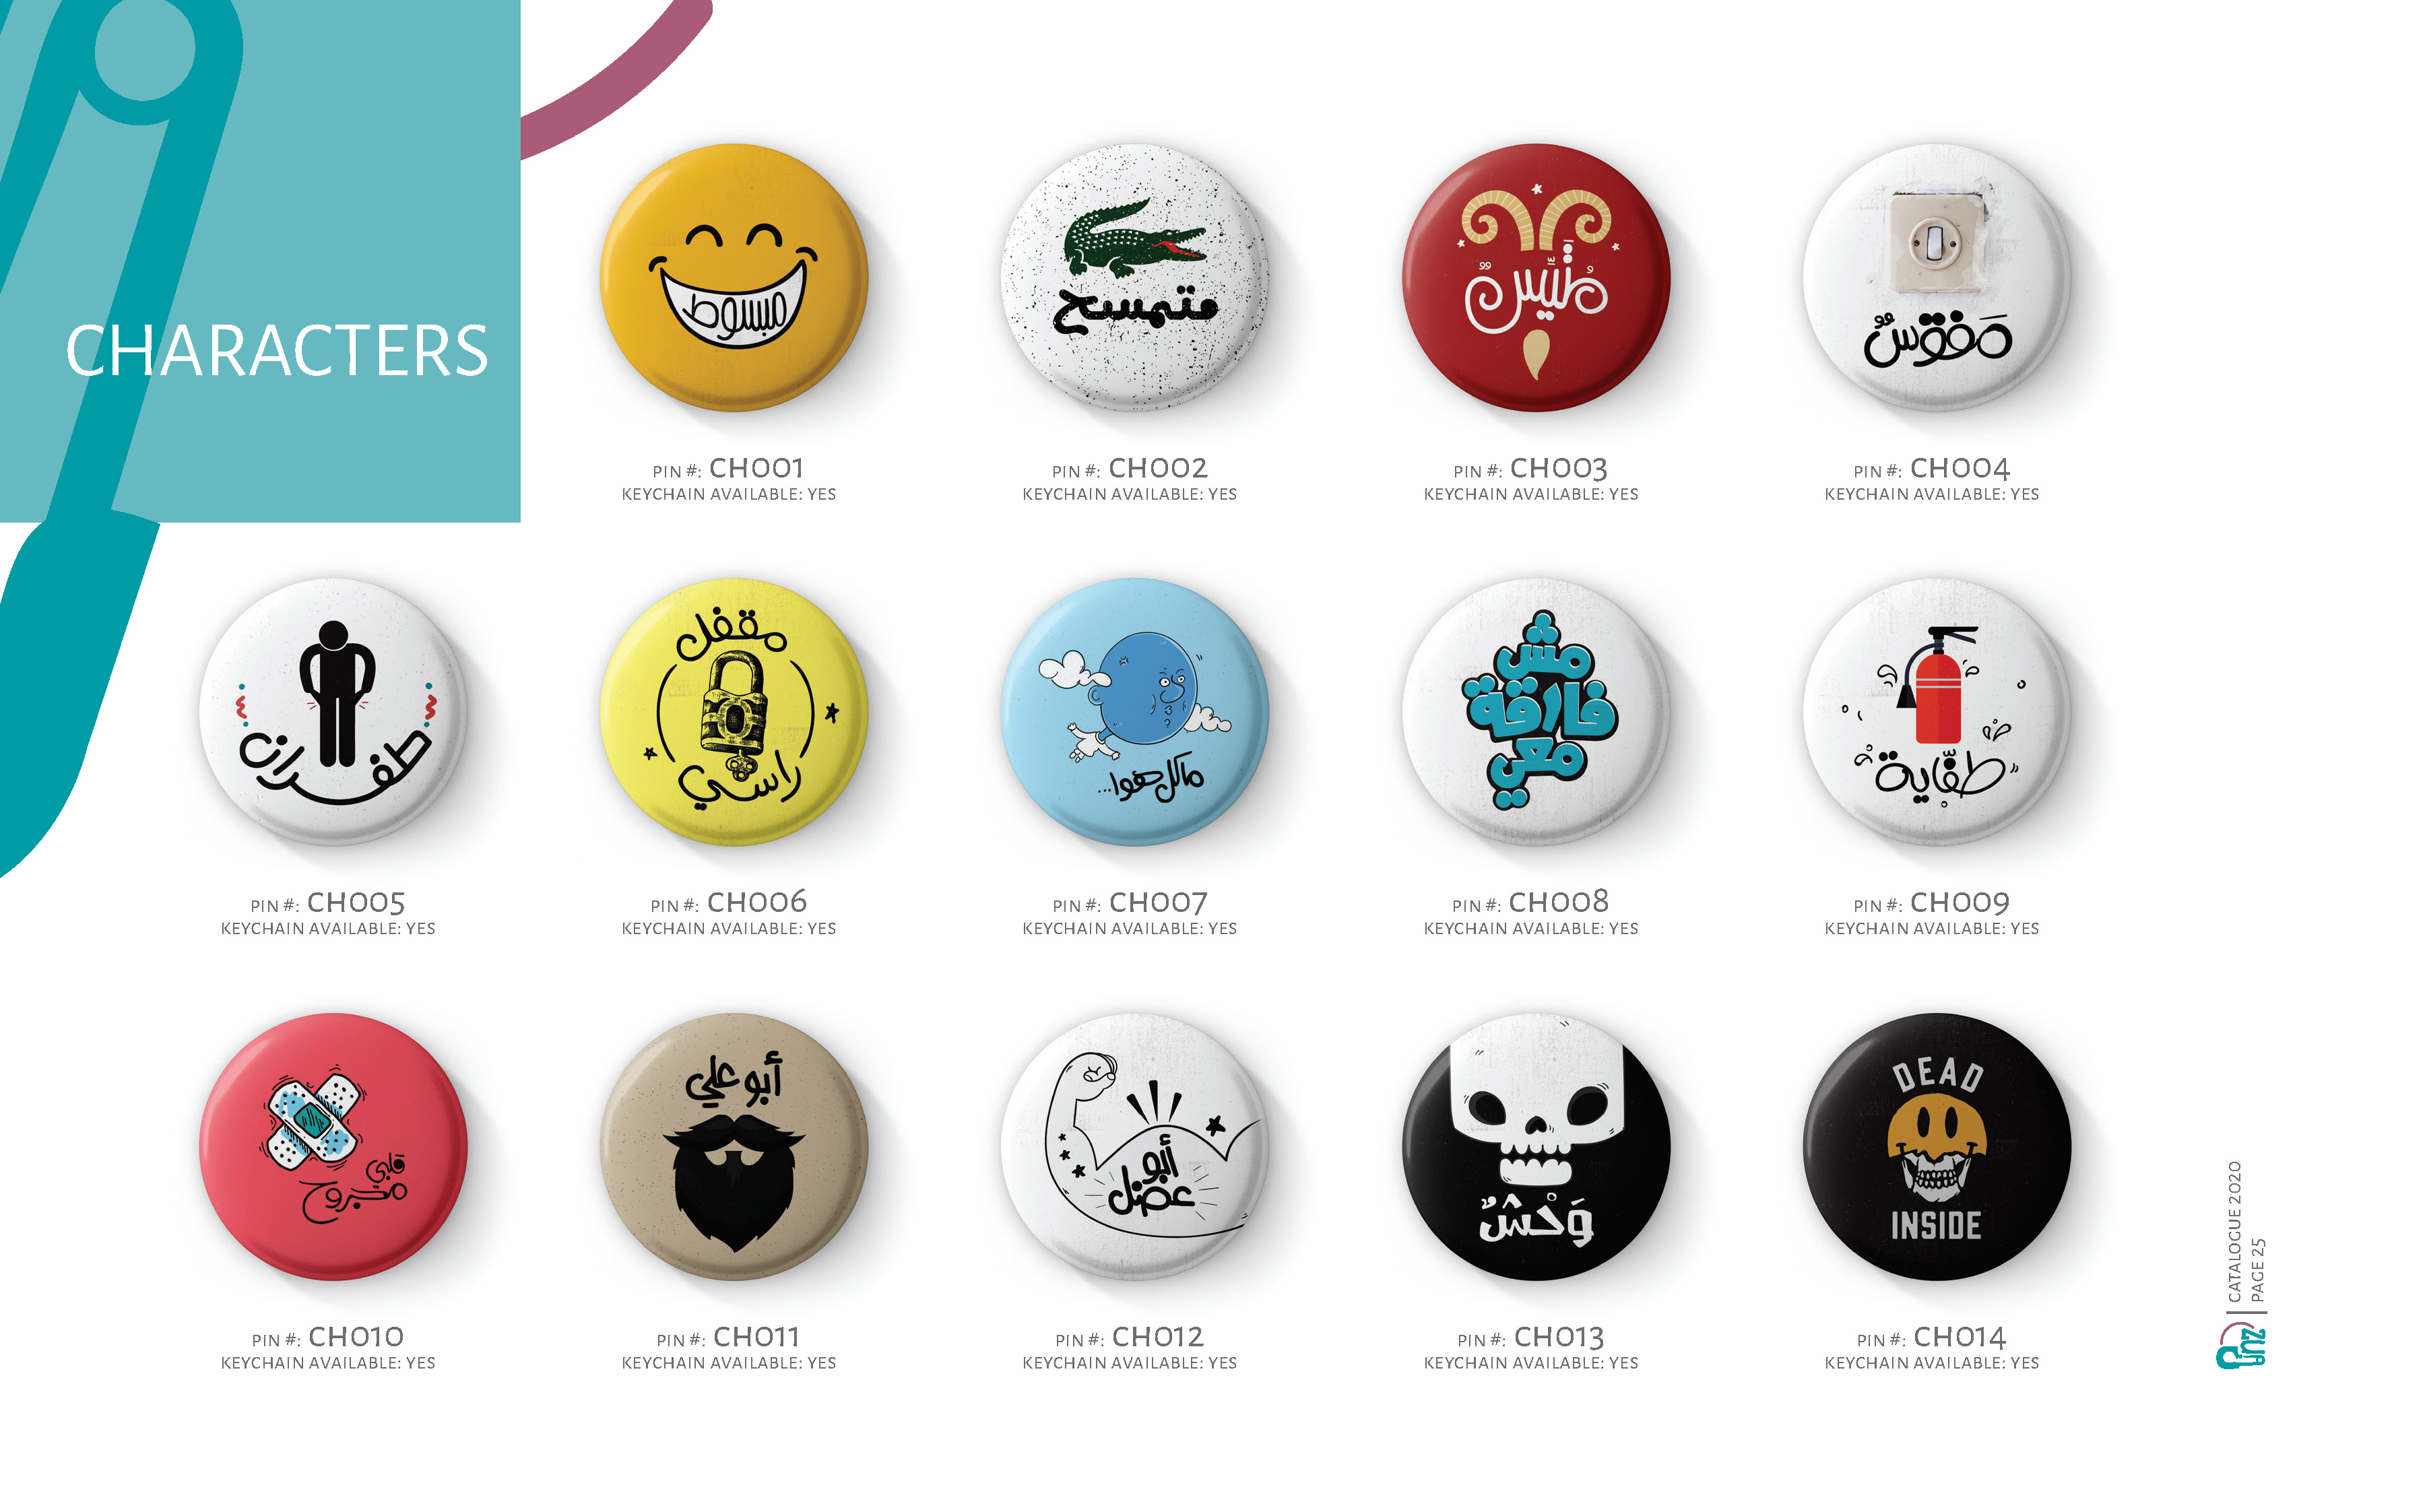 CHARACTERS
مبسوط
PIN #: CH001
KEYCHAIN AVAILABLE: YES
متمسح
PIN #: CH002
KEYCHAIN AVAILABLE: YES
PIN #: CH003
KEYCHAIN AVAILABLE: YES
مَفقوسٌ
PIN #: CH004
KEYCHAIN AVAILABLE: YES
طفران
PIN #: CH005
KEYCHAIN AVAILABLE: YES
مقفل
راسي
PIN #: CH006
KEYCHAIN AVAILABLE: YES
ماكل هوا...
PIN #: CH007
KEYCHAIN AVAILABLE: YES
مش
فارقة
معي
PIN #: CH008
KEYCHAIN AVAILABLE: YES
طفّاية
PIN #: CH009
KEYCHAIN AVAILABLE: YES
قلبي
مجروح
PIN #: CH010
KEYCHAIN AVAILABLE: YES
أبو علي
PIN #: CH011
KEYCHAIN AVAILABLE: YES
أبو
عضل
PIN #: CH012
KEYCHAIN AVAILABLE: YES
وَحْشٌ
PIN #: CH013
KEYCHAIN AVAILABLE: YES
DEAD
INSIDE
PIN #: CH014
KEYCHAIN AVAILABLE: YES
CATALOGUE 2020
PAGE 25